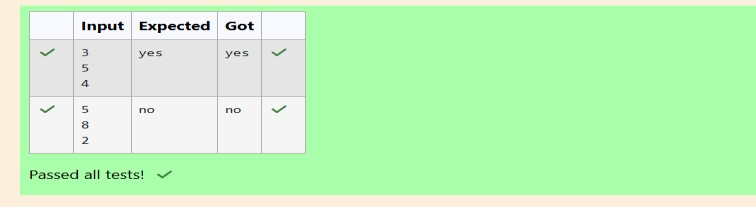 Input Expected Got
3 yes yes
5
4
5 no no
8
2
Passed all tests!